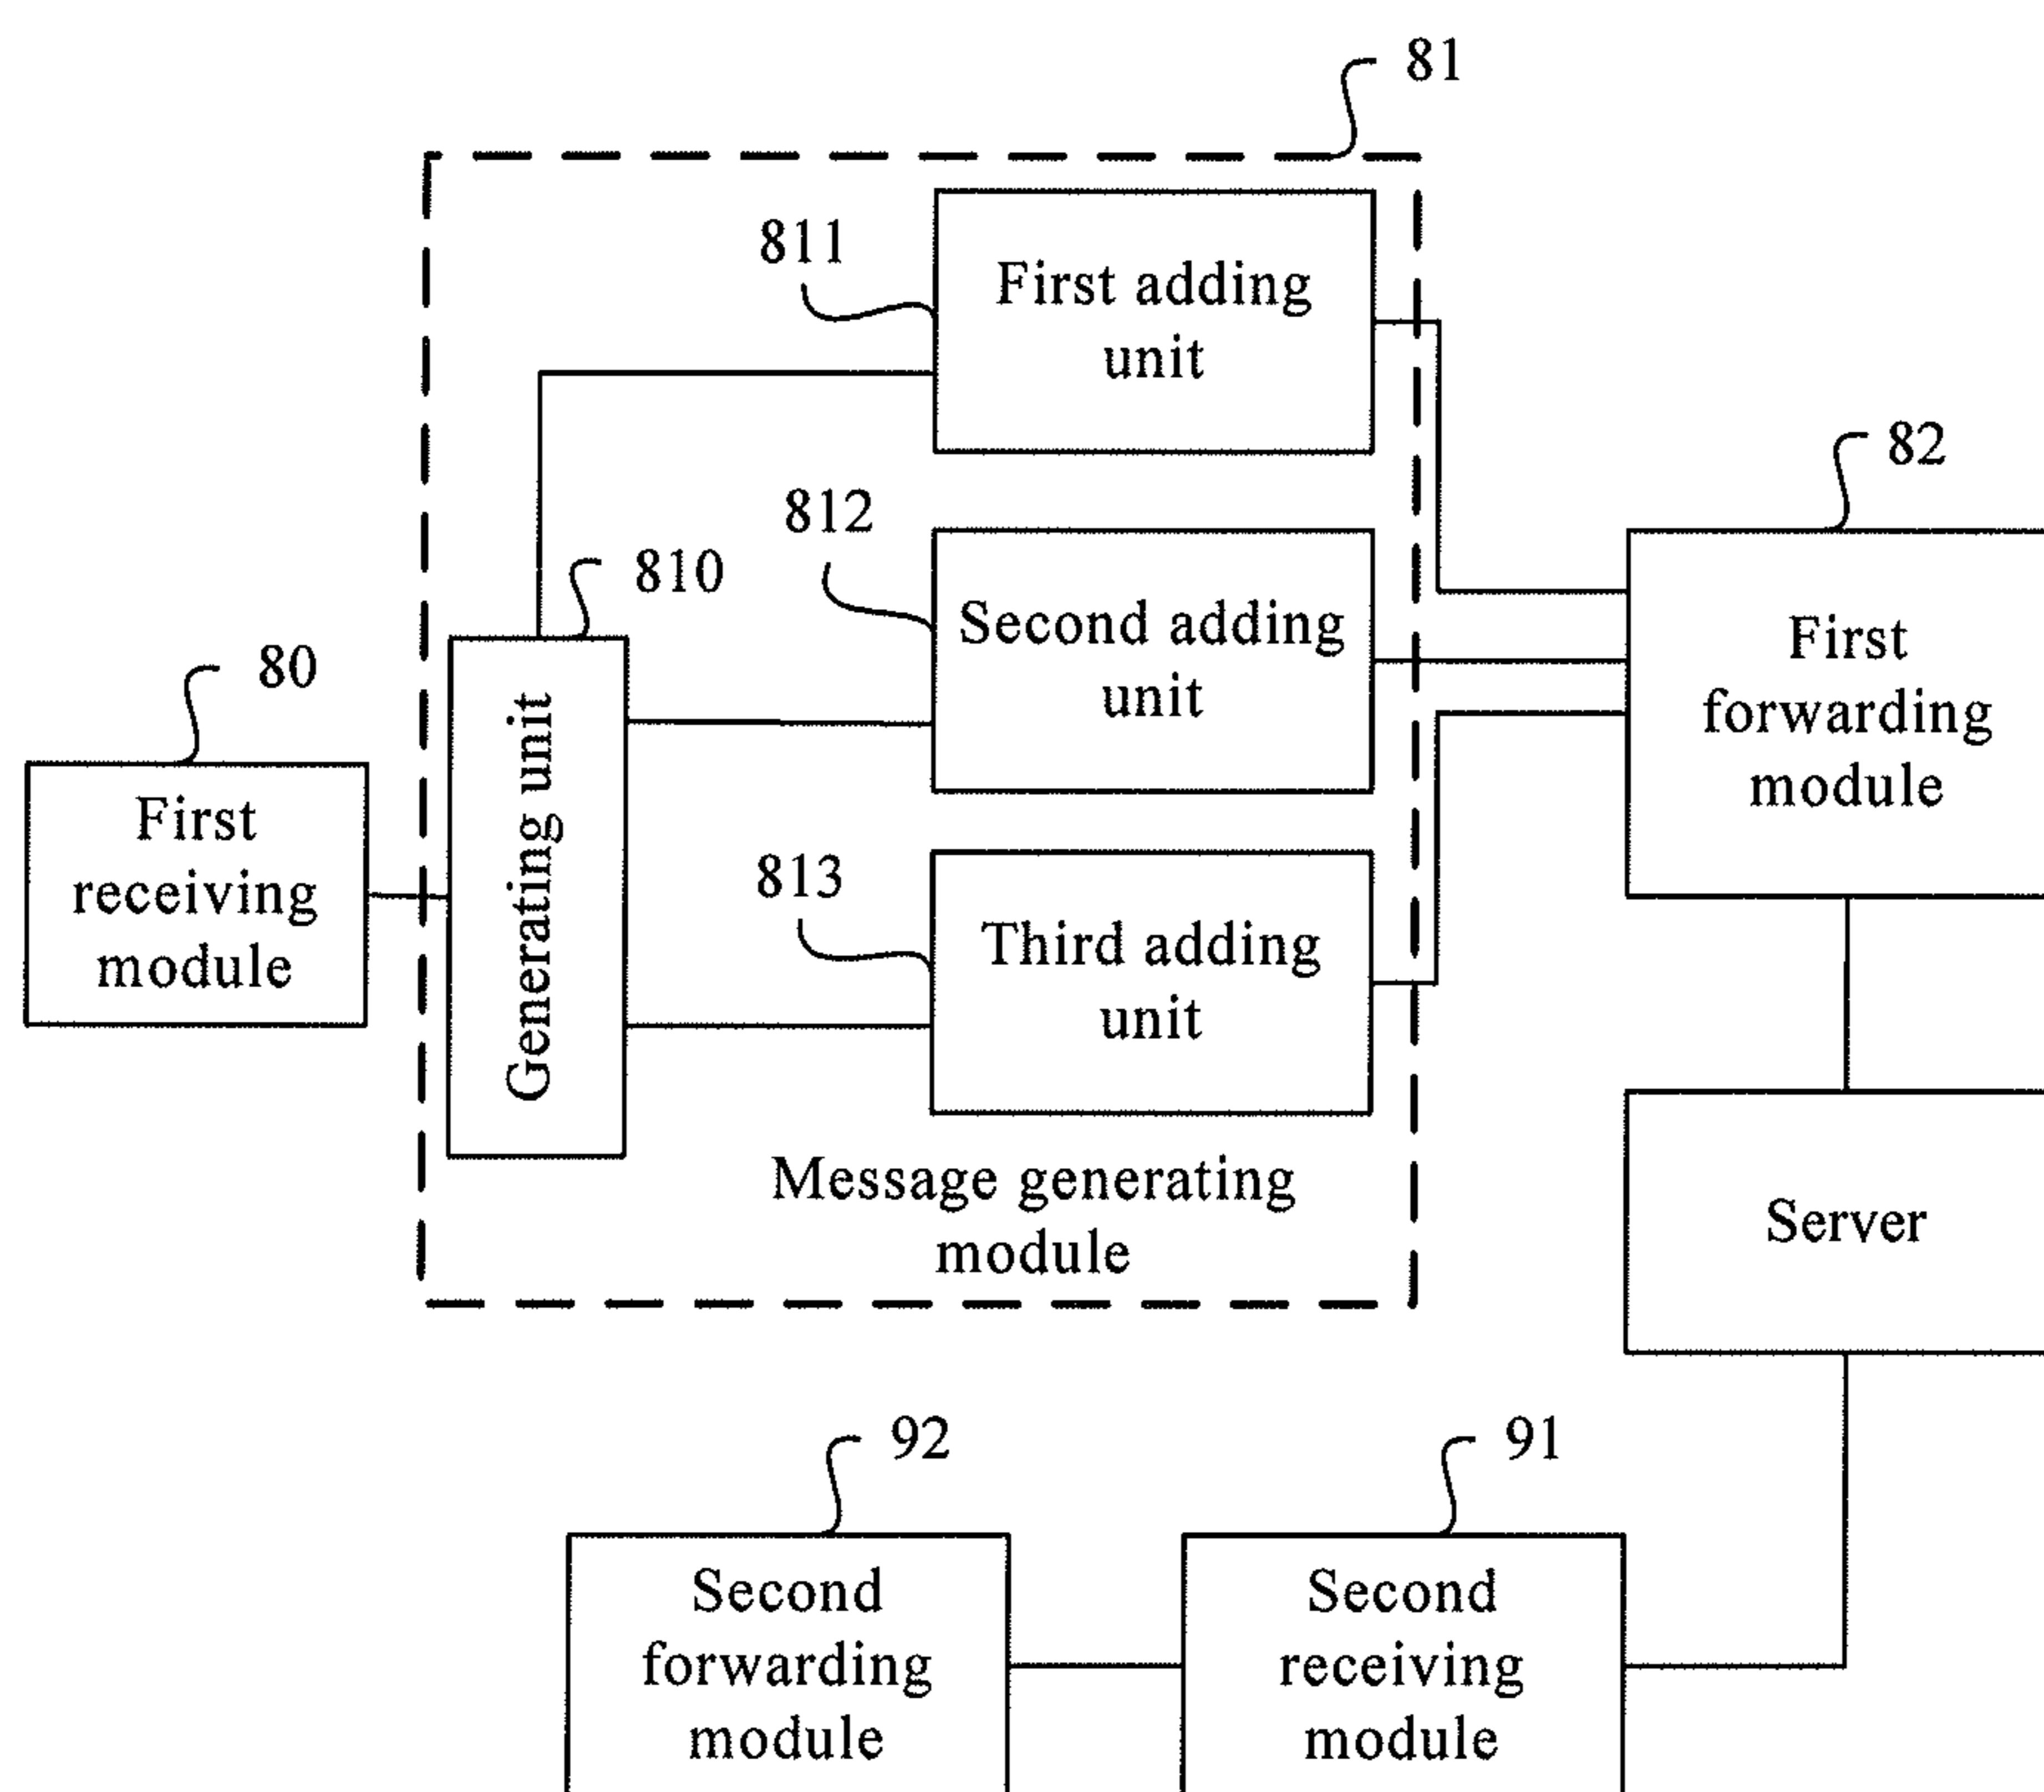 81
811
First adding
unit
82
812
810
Second adding
unit
First
forwarding
module
80
Generating unit
First
receiving
module
813
Third adding
unit
Message generating
module
Server
92
91
Second
forwarding
module
Second
receiving
module